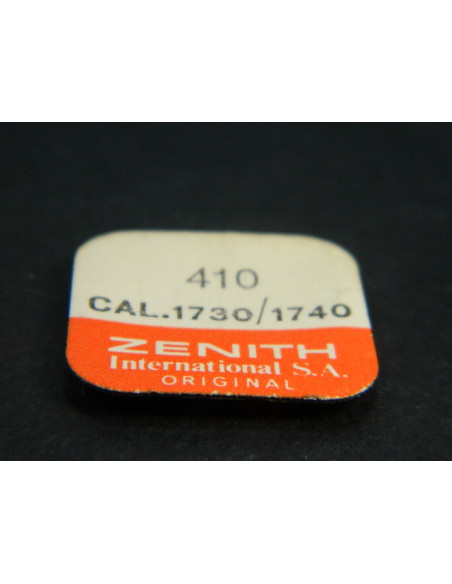 410
CAL.1730/1740
ZENITH
International S.A.
ORIGINAL